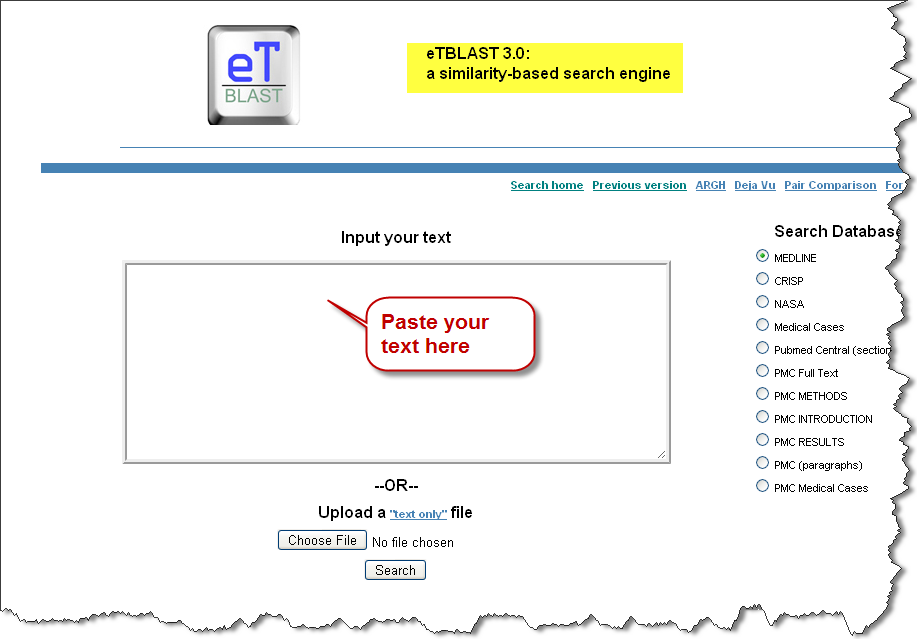 eT
BLAST
eTBLAST 3.0:
a similarity-based search engine
Search home Previous version ARGH Deja Vu Pair Comparison For
Input your text
Paste your
text here
--OR--
Upload a "text only" file
Choose File No file chosen
Search
Search Database
MEDLINE
CRISP
NASA
Medical Cases
Pubmed Central (section
PMC Full Text
PMC METHODS
PMC INTRODUCTION
PMC RESULTS
PMC (paragraphs)
PMC Medical Cases